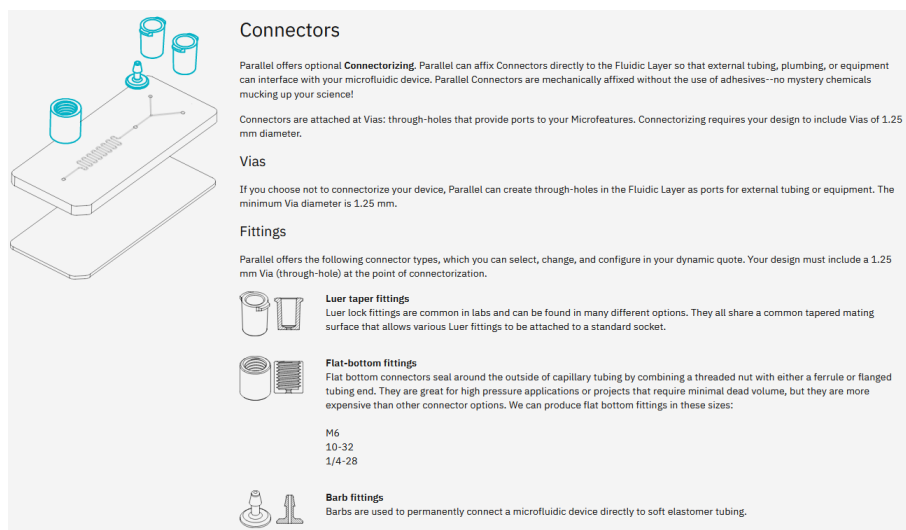 Connectors
Parallel offers optional Connectorizing. Parallel can affix Connectors directly to the Fluidic Layer so that external tubing, plumbing, or equipment
can interface with your microfluidic device. Parallel Connectors are mechanically affixed without the use of adhesives--no mystery chemicals
mucking up your science!
Connectors are attached at Vias: through-holes that provide ports to your Microfeatures. Connectorizing requires your design to include Vias of 1.25
mm diameter.
Vias
If you choose not to connectorize your device, Parallel can create through-holes in the Fluidic Layer as ports for external tubing or equipment. The
minimum Via diameter is 1.25 mm.
Fittings
Parallel offers the following connector types, which you can select, change, and configure in your dynamic quote. Your design must include a 1.25
mm Via (through-hole) at the point of connectorization.
Luer taper fittings
Luer lock fittings are common in labs and can be found in many different options. They all share a common tapered mating
surface that allows various Luer fittings to be attached to a standard socket.
Flat-bottom fittings
Flat bottom connectors seal around the outside of capillary tubing by combining a threaded nut with either a ferrule or flanged
tubing end. They are great for high pressure applications or projects that require minimal dead volume, but they are more
expensive than other connector options. We can produce flat bottom fittings in these sizes:
M6
10-32
1/4-28
Barb fittings
Barbs are used to permanently connect a microfluidic device directly to soft elastomer tubing.